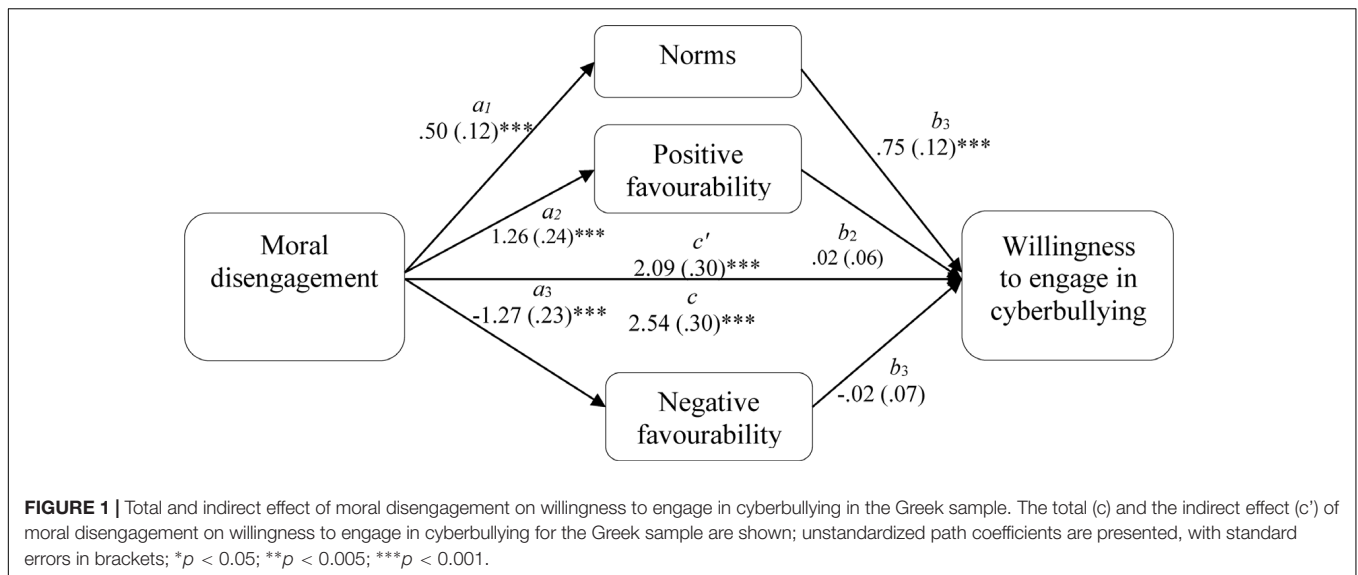 Norms
a1
.50 (.12)***
b3
.75 (.12)***
Positive
favourability
a2
1.26 (.24)***
c'
2.09 (.30)***
b2
.02 (.06)
Moral
disengagement
Willingness
to engage in
cyberbullying
a3
-1.27 (.23)***
c
2.54 (.30)***
b3
-.02 (.07)
Negative
favourability
FIGURE 1 | Total and indirect effect of moral disengagement on willingness to engage in cyberbullying in the Greek sample. The total (c) and the indirect effect (c’) of
moral disengagement on willingness to engage in cyberbullying for the Greek sample are shown; unstandardized path coefficients are presented, with standard
errors in brackets; *p < 0.05; **p < 0.005; ***p < 0.001.